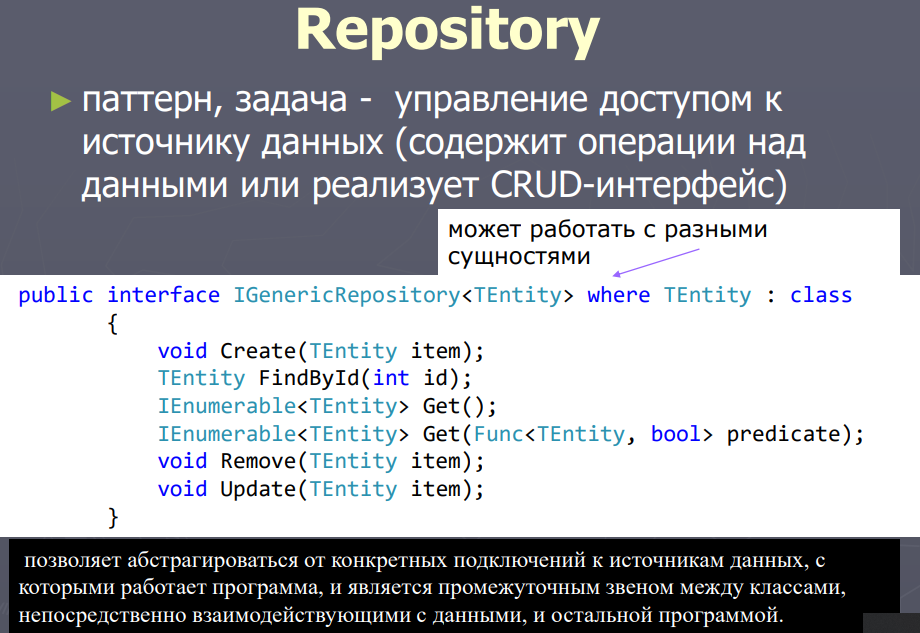 Repository
паттерн, задача - управление доступом к
источнику данных (содержит операции над
данными или реализует CRUD-интерфейс)
может работать с разными
сущностями
public interface IGenericRepository<TEntity> where TEntity : class
{
void Create(TEntity item);
TEntity FindById(int id);
IEnumerable<TEntity> Get();
IEnumerable<TEntity> Get(Func<TEntity, bool> predicate);
void Remove(TEntity item);
void Update(TEntity item);
}
позволяет абстрагироваться от конкретных подключений к источникам данных, с
которыми работает программа, и является промежуточным звеном между классами,
непосредственно взаимодействующими с данными, и остальной программой.